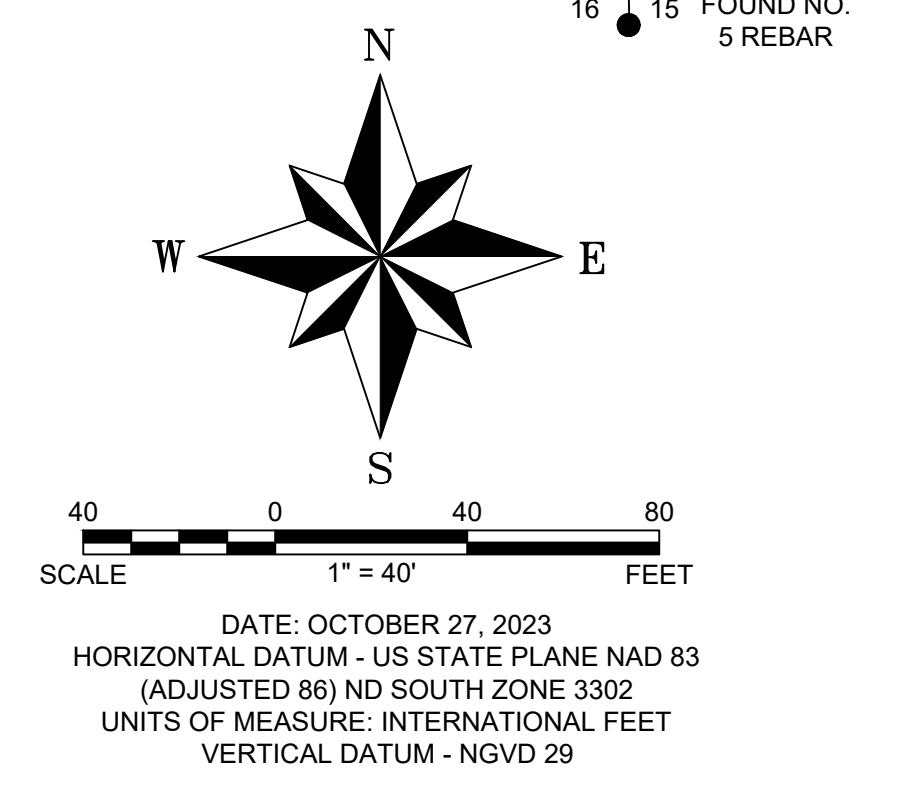 16 15 FOUND NO.
5 REBAR
N
W E
S
40 0 40 80
SCALE 1" = 40' FEET
DATE: OCTOBER 27, 2023
HORIZONTAL DATUM - US STATE PLANE NAD 83
(ADJUSTED 86) ND SOUTH ZONE 3302
UNITS OF MEASURE: INTERNATIONAL FEET
VERTICAL DATUM - NGVD 29